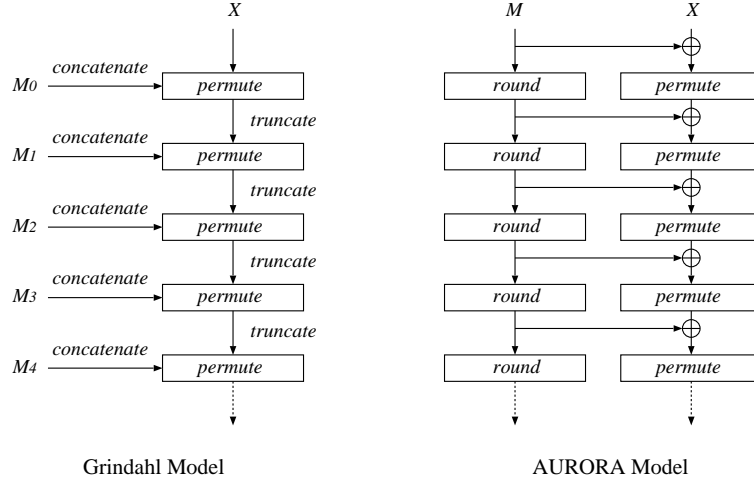 X M X
concatenate
M0 permute round permute
truncate
concatenate
M1 permute round permute
truncate
concatenate
M2 permute round permute
truncate
concatenate
M3 permute round permute
truncate
concatenate
M4 permute round permute
Grindahl Model AURORA Model